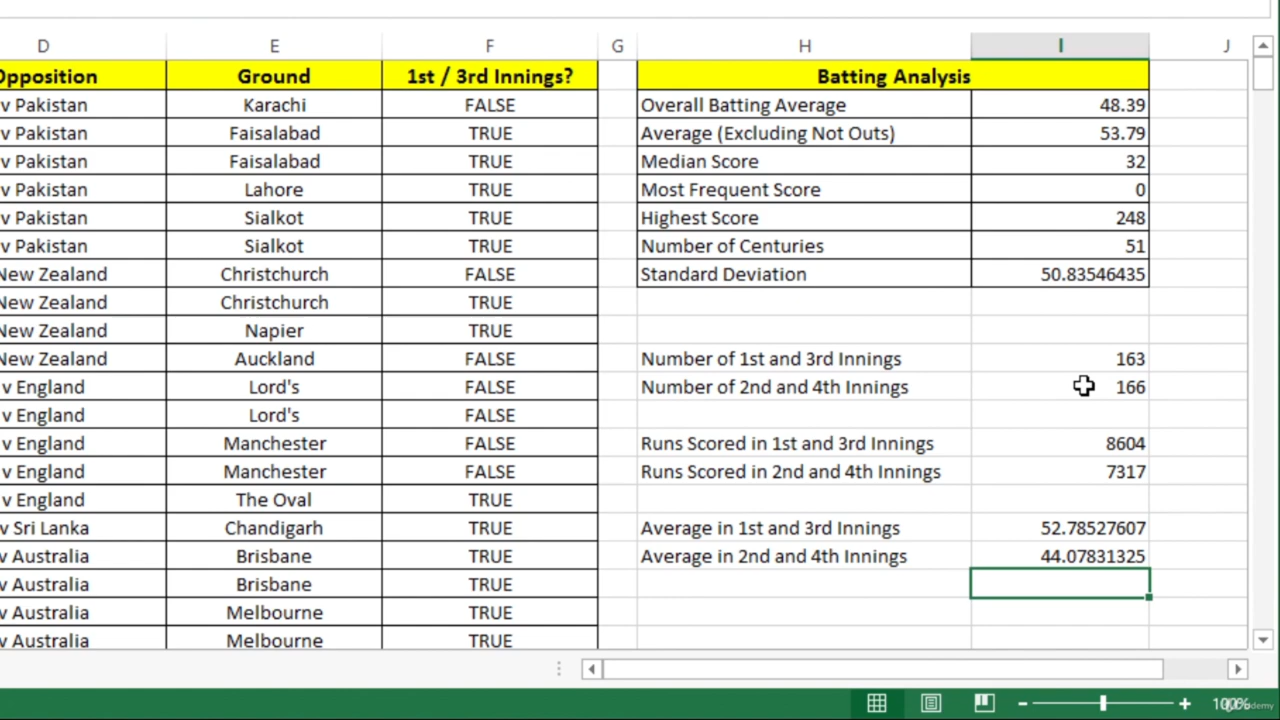 D E F G H I J
Opposition Ground 1st / 3rd Innings? Batting Analysis
v Pakistan Karachi FALSE Overall Batting Average 48.39
v Pakistan Faisalabad TRUE Average (Excluding Not Outs) 53.79
v Pakistan Faisalabad TRUE Median Score 32
v Pakistan Lahore TRUE Most Frequent Score 0
v Pakistan Sialkot TRUE Highest Score 248
v Pakistan Sialkot TRUE Number of Centuries 51
New Zealand Christchurch FALSE Standard Deviation 50.83546435
New Zealand Christchurch TRUE
New Zealand Napier TRUE
New Zealand Auckland FALSE Number of 1st and 3rd Innings 163
v England Lord's FALSE Number of 2nd and 4th Innings 166
v England Lord's FALSE
v England Manchester FALSE Runs Scored in 1st and 3rd Innings 8604
v England Manchester FALSE Runs Scored in 2nd and 4th Innings 7317
v England The Oval TRUE
v Sri Lanka Chandigarh TRUE Average in 1st and 3rd Innings 52.78527607
v Australia Brisbane TRUE Average in 2nd and 4th Innings 44.07831325
v Australia Brisbane TRUE
v Australia Melbourne TRUE
v Australia Melbourne TRUE
100%